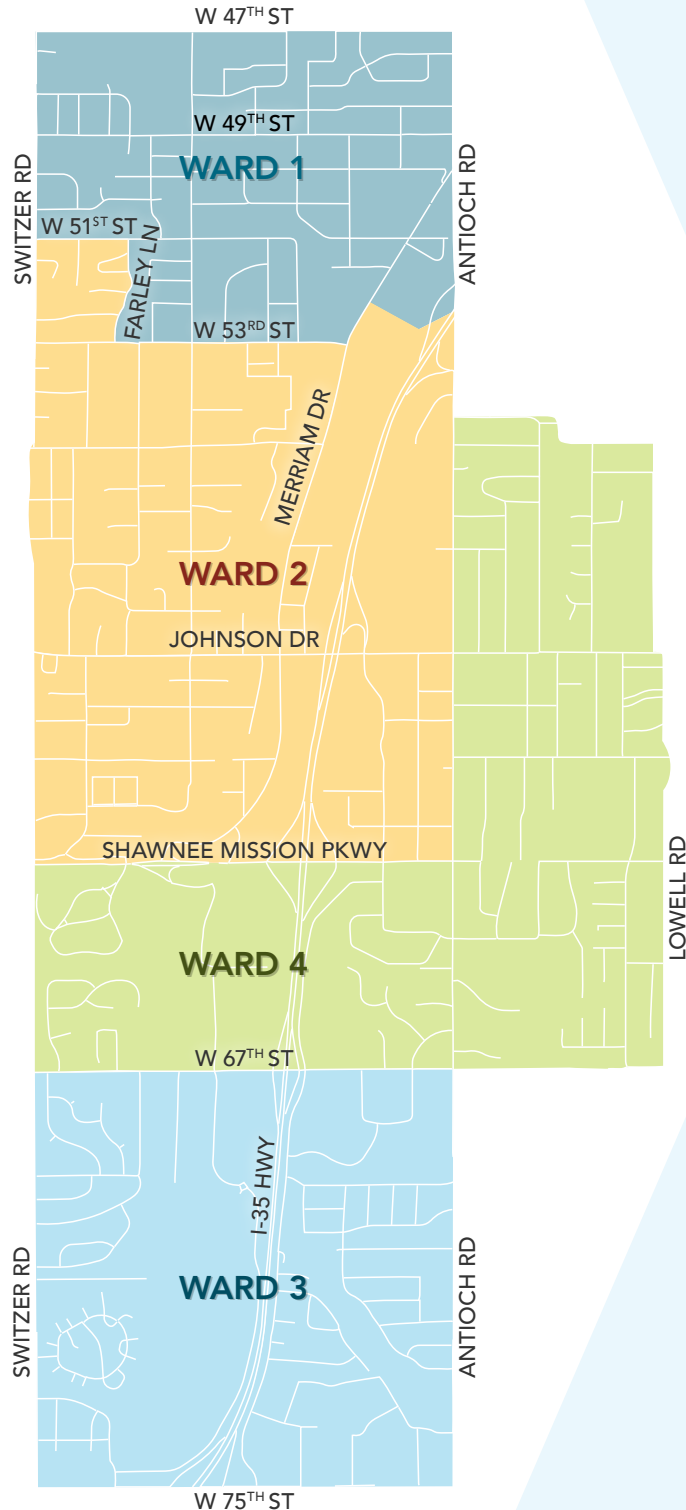 W 47TH ST
W 49TH ST
WARD 1
SWITZER RD
ANTIOCH RD
W 51ST ST
FARLEY LN
W 53RD ST
MERRIAM DR
WARD 2
JOHNSON DR
SHAWNEE MISSION PKWY
LOWELL RD
WARD 4
W 67TH ST
I-35 HWY
WARD 3
SWITZER RD
ANTIOCH RD
W 75TH ST